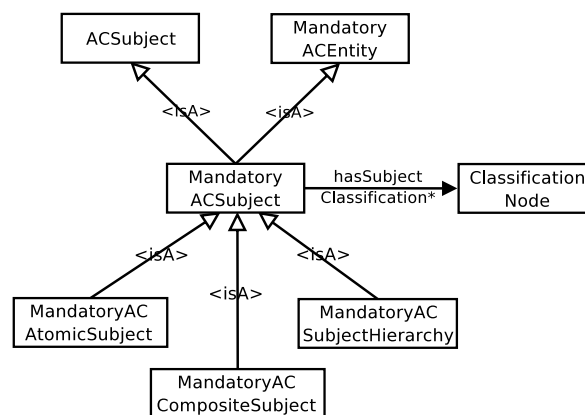 ACSubject
Mandatory
ACEntity
<isA>
<isA>
Mandatory
ACSubject
hasSubject
Classification*
Classification
Node
<isA>
<isA>
<isA>
MandatoryAC
AtomicSubject
MandatoryAC
SubjectHierarchy
MandatoryAC
CompositeSubject